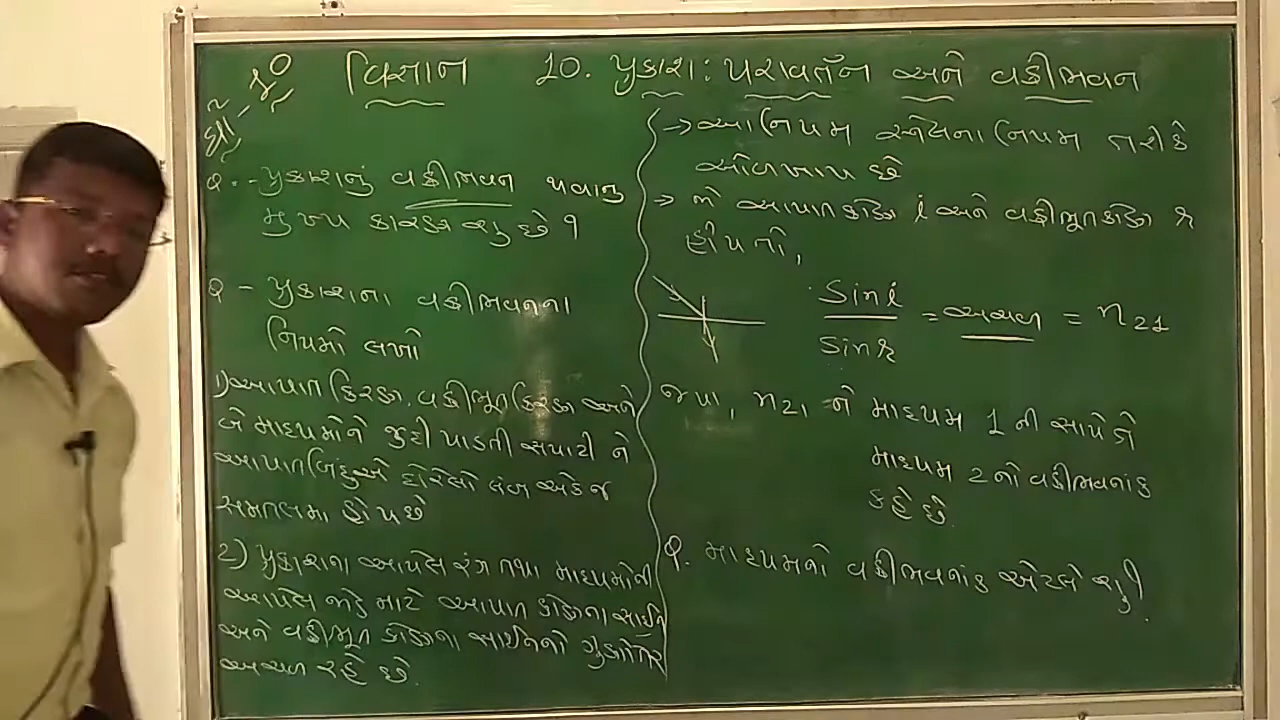 ધો-10 વિજ્ઞાન 10. પ્રકાશ: પરાવર્તન અને વક્રીભવન
Q. - પ્રકાશનું વક્રીભવન થવાનુ
મુખ્ય કારણ શુ છે ?
Q - પ્રકાશના વક્રીભવનના
નિયમો લખો
1) આપાત કિરણ, વક્રીભૂત કિરણ અને
બે માધ્યમોને જુદી પાડતી સપાટી ને
આપાતબિંદુએ દોરેલો લંબ એક જ
સમતલમા હોય છે
2) પ્રકાશના આપેલ રંગ તથા માધ્યમોની
આપેલ જોડ માટે આપાત કોણના સાઈન
અને વક્રીભૂત કોણના સાઈનનો ગુણોત્તર
અચળ રહે છે.
→ આ નિયમ સ્નેલના નિયમ તરીકે
ઓળખાય છે
→ જો આપાતકોણ i અને વક્રીભૂતકોણ r
હોય તો,
Sin i
= અચળ = n21
Sin r
જ્યા, n21 ને માધ્યમ 1 ની સાપેક્ષે
માધ્યમ 2 નો વક્રીભવનાંક
કહે છે.
Q. માધ્યમનો વક્રીભવનાંક એટલે શું?